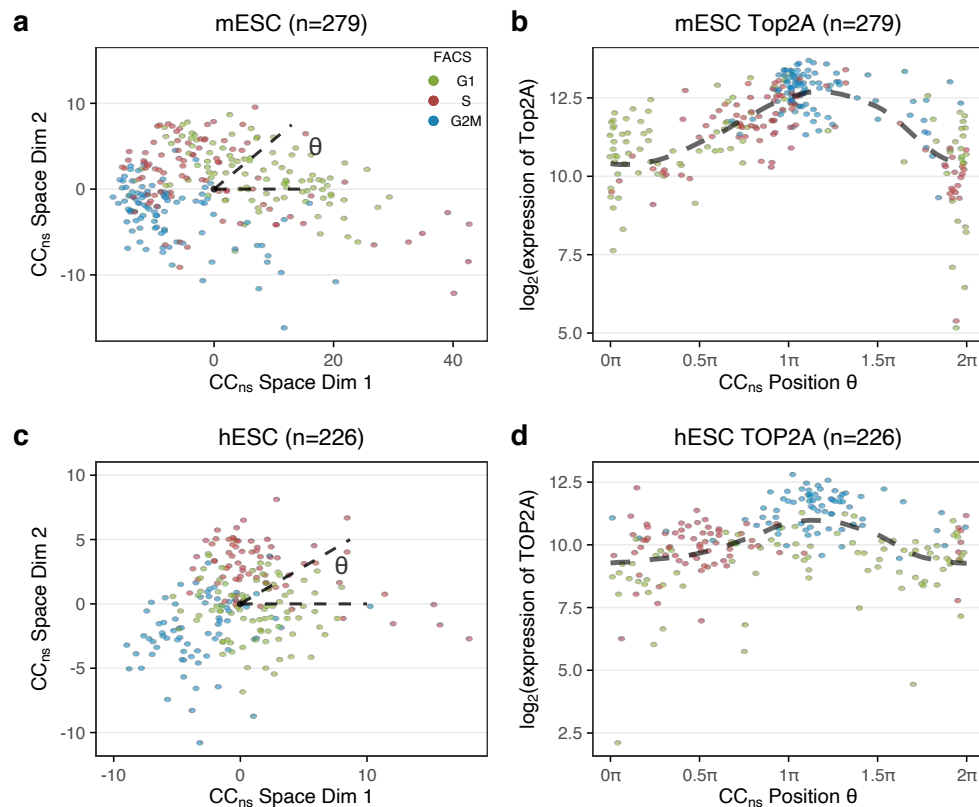 a
mESC (n=279)
FACS
G1
S
G2M
θ
10
0
-10
CCns Space Dim 2
0
20
40
CCns Space Dim 1
b
mESC Top2A (n=279)
12.5
10.0
7.5
5.0
log2(expression of Top2A)
0π
0.5π
1π
1.5π
2π
CCns Position θ
c
hESC (n=226)
θ
10
5
0
-5
-10
CCns Space Dim 2
-10
0
10
CCns Space Dim 1
d
hESC TOP2A (n=226)
12.5
10.0
7.5
5.0
2.5
log2(expression of TOP2A)
0π
0.5π
1π
1.5π
2π
CCns Position θ